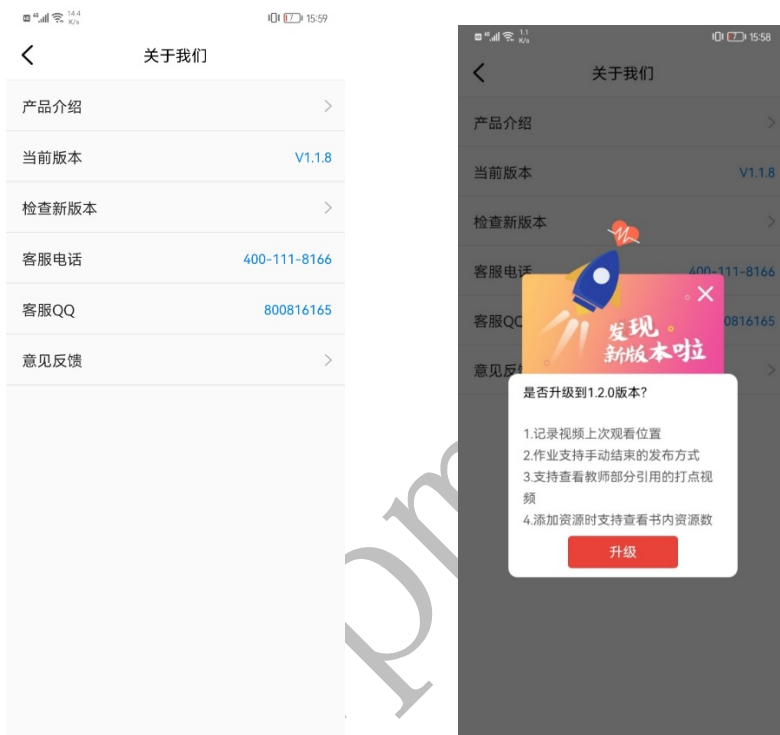 14.4
K/s
17 15:59
关于我们
产品介绍
当前版本 V1.1.8
检查新版本
客服电话 400-111-8166
客服QQ 800816165
意见反馈
1.1
K/s
15:58
关于我们
产品介绍
当前版本 V1.1.8
检查新版本
客服电话 400-111-8166
客服QQ 0816165
意见反
发现
新版本啦
是否升级到1.2.0版本?
1.记录视频上次观看位置
2.作业支持手动结束的发布方式
3.支持查看教师部分引用的打点视
频
4.添加资源时支持查看书内资源数
升级
pm